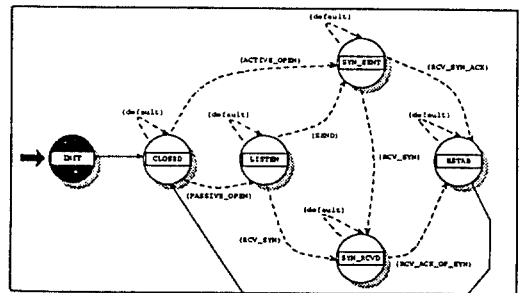 (default)
SYN_SENT
(ACTIVE_OPEN)
(RCV_SYN_ACK)
(default)
(default)
(default)
(SEND)
INIT
CLOSED
LISTEN
(RCV_SYN)
ESTAB
(PASSIVE_OPEN)
(default)
(RCV_SYN)
SYN_RCVD
(RCV_ACK_OF_SYN)